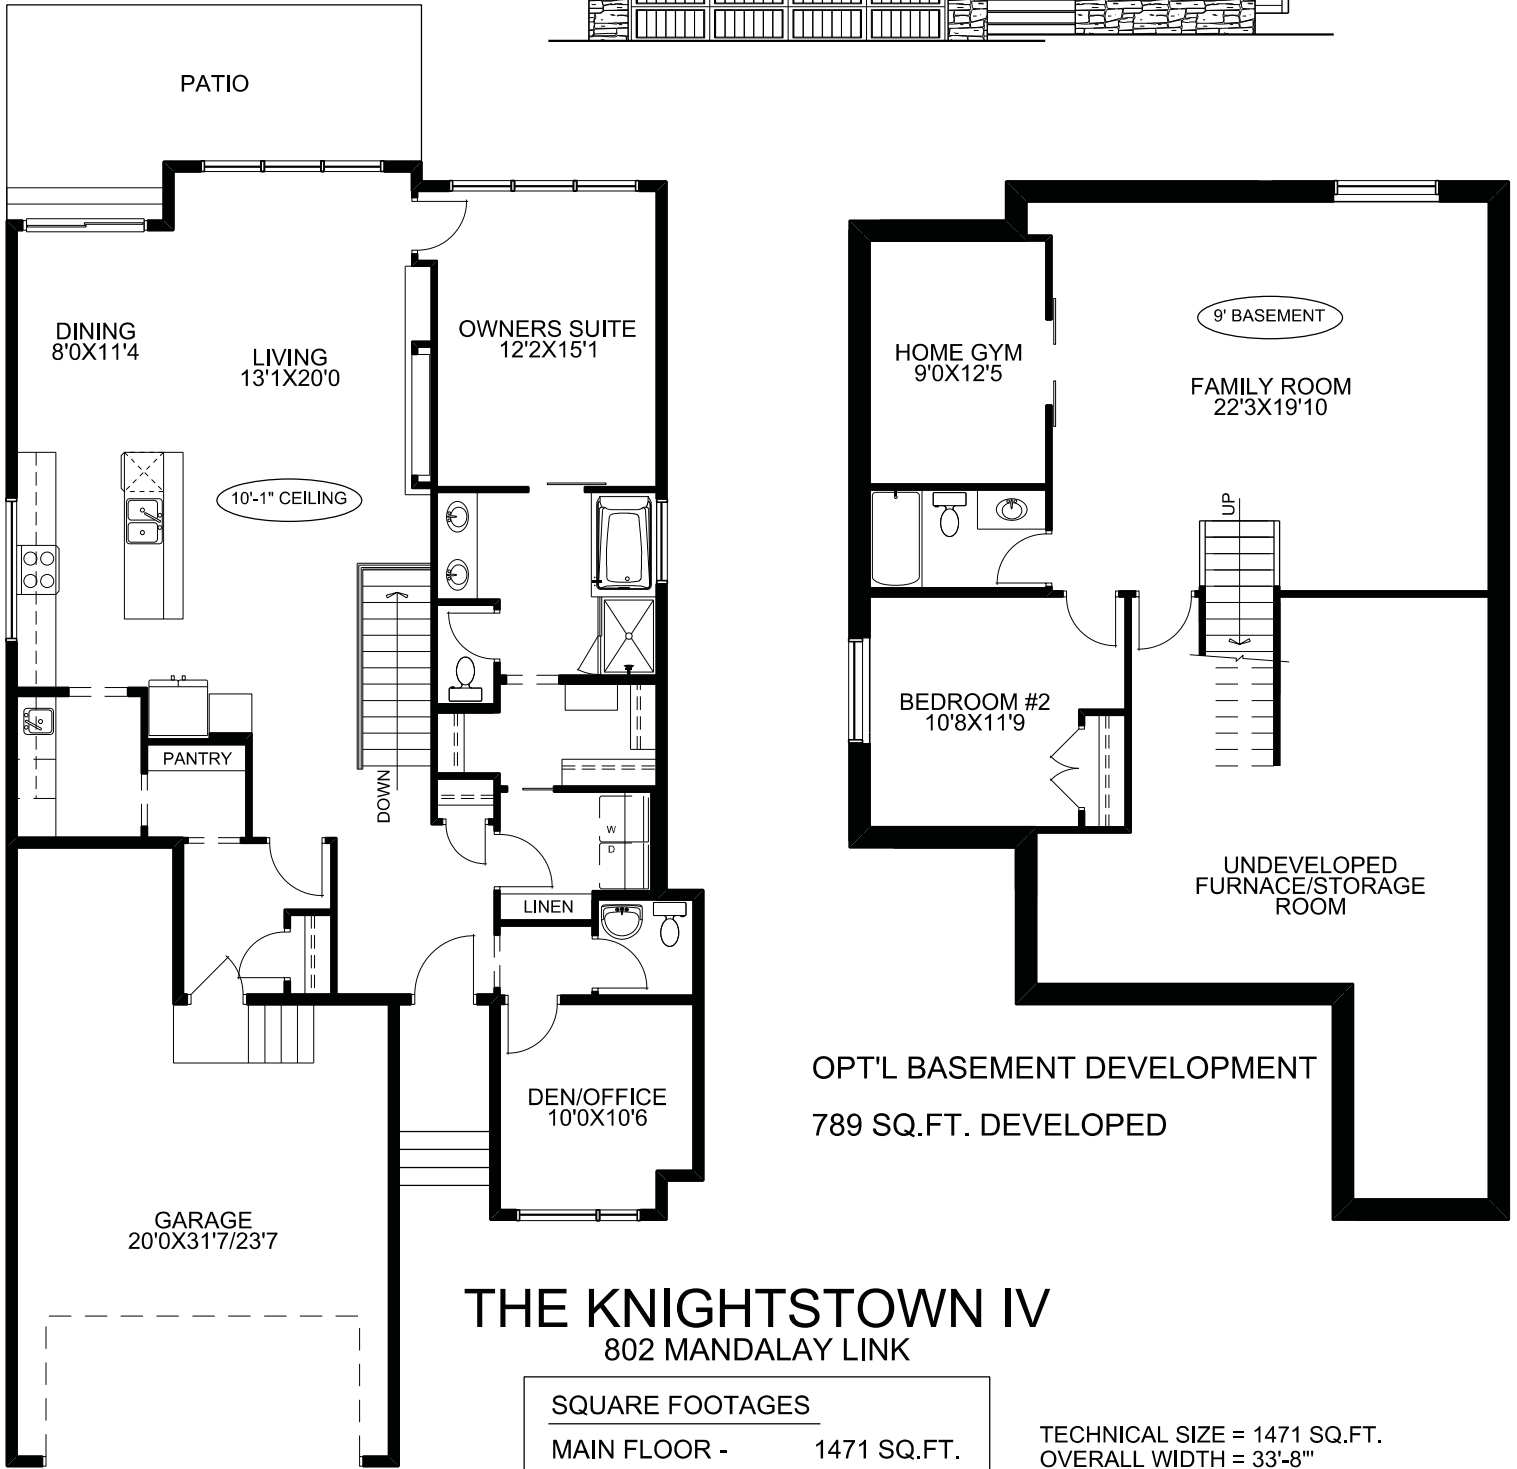 PATIO
DINING
8'0X11'4
LIVING
13'1X20'0
OWNERS SUITE
12'2X15'1
10'-1" CEILING
PANTRY
DOWN
W
D
LINEN
DEN/OFFICE
10'0X10'6
GARAGE
20'0X31'7/23'7
9' BASEMENT
HOME GYM
9'0X12'5
FAMILY ROOM
22'3X19'10
UP
BEDROOM #2
10'8X11'9
UNDEVELOPED
FURNACE/STORAGE
ROOM
OPT'L BASEMENT DEVELOPMENT
789 SQ.FT. DEVELOPED
THE KNIGHTSTOWN IV
802 MANDALAY LINK
SQUARE FOOTAGES
MAIN FLOOR - 1471 SQ.FT.
TECHNICAL SIZE = 1471 SQ.FT.
OVERALL WIDTH = 33'-8"'